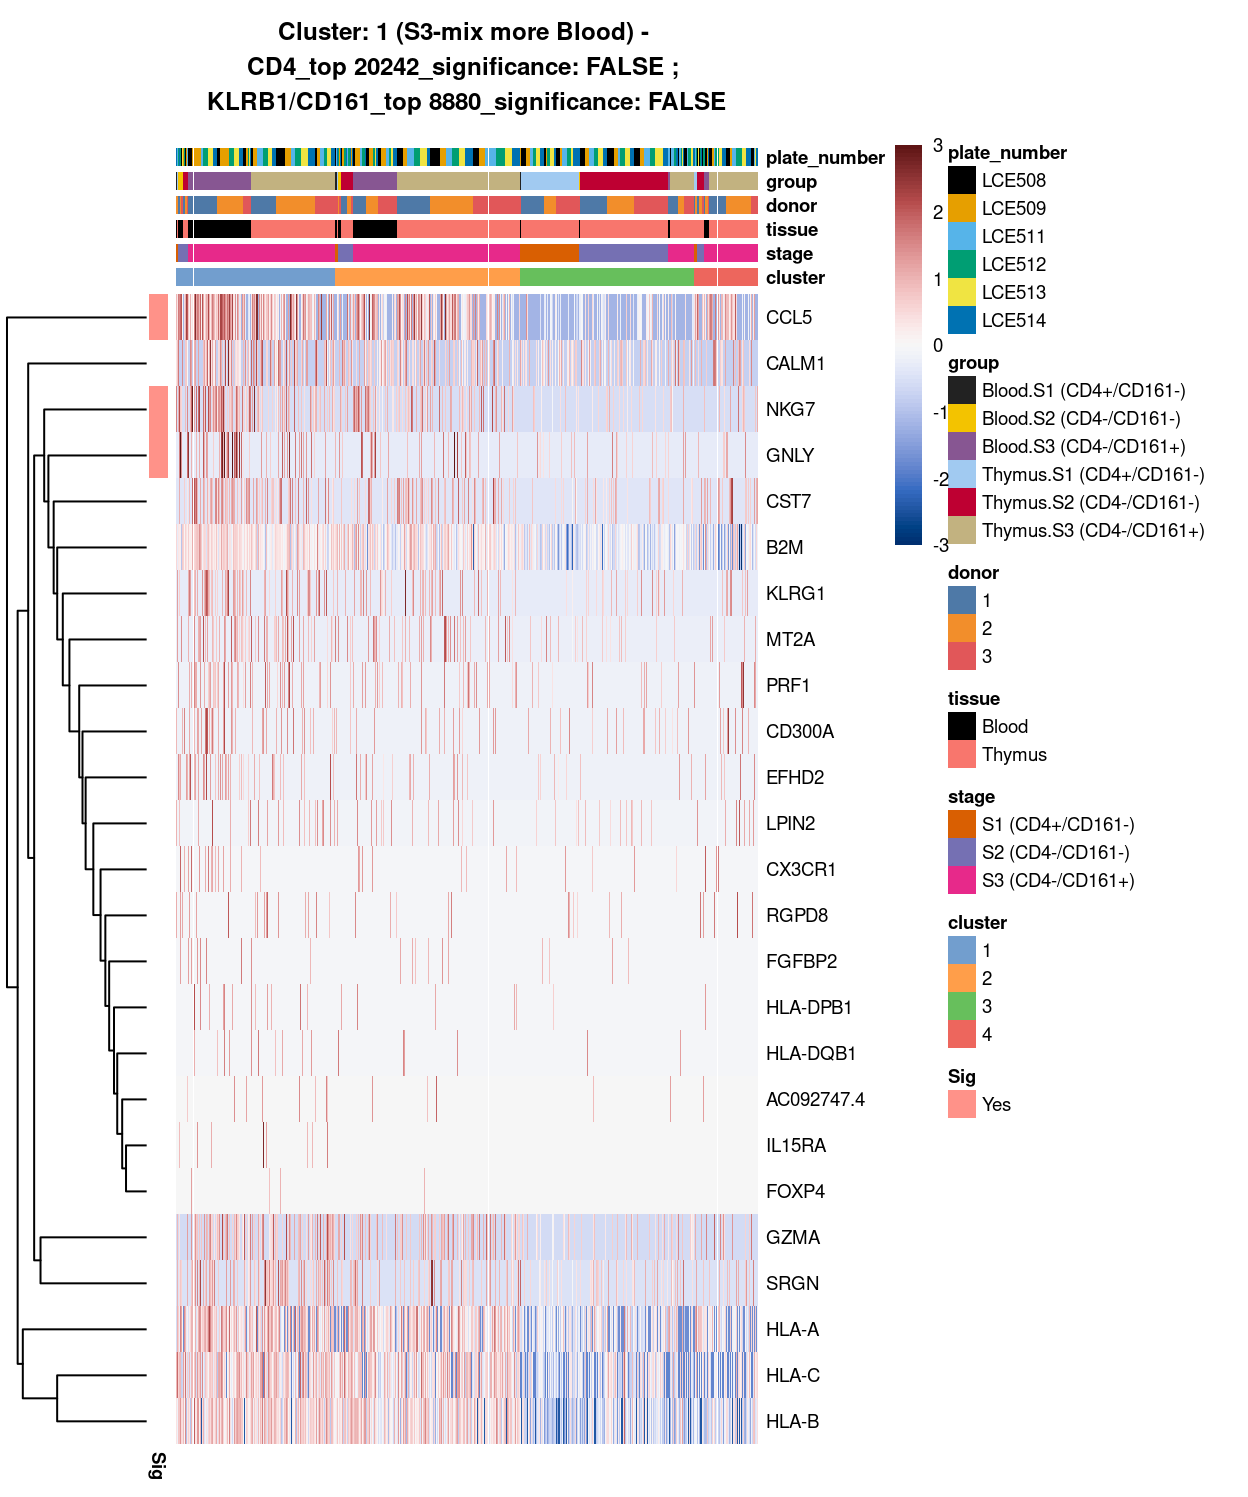 Cluster: 1 (S3-mix more Blood) -
CD4_top 20242_significance: FALSE ;
KLRB1/CD161_top 8880_significance: FALSE
plate_number
group
donor
tissue
stage
cluster
CCL5
CALM1
NKG7
GNLY
CST7
B2M
KLRG1
MT2A
PRF1
CD300A
EFHD2
LPIN2
CX3CR1
RGPD8
FGFBP2
HLA-DPB1
HLA-DQB1
AC092747.4
IL15RA
FOXP4
GZMA
SRGN
HLA-A
HLA-C
HLA-B
Sig
3
2
1
0
-1
-2
-3
plate_number
LCE508
LCE509
LCE511
LCE512
LCE513
LCE514
group
Blood.S1 (CD4+/CD161-)
Blood.S2 (CD4-/CD161-)
Blood.S3 (CD4-/CD161+)
Thymus.S1 (CD4+/CD161-)
Thymus.S2 (CD4-/CD161-)
Thymus.S3 (CD4-/CD161+)
donor
1
2
3
tissue
Blood
Thymus
stage
S1 (CD4+/CD161-)
S2 (CD4-/CD161-)
S3 (CD4-/CD161+)
cluster
1
2
3
4
Sig
Yes